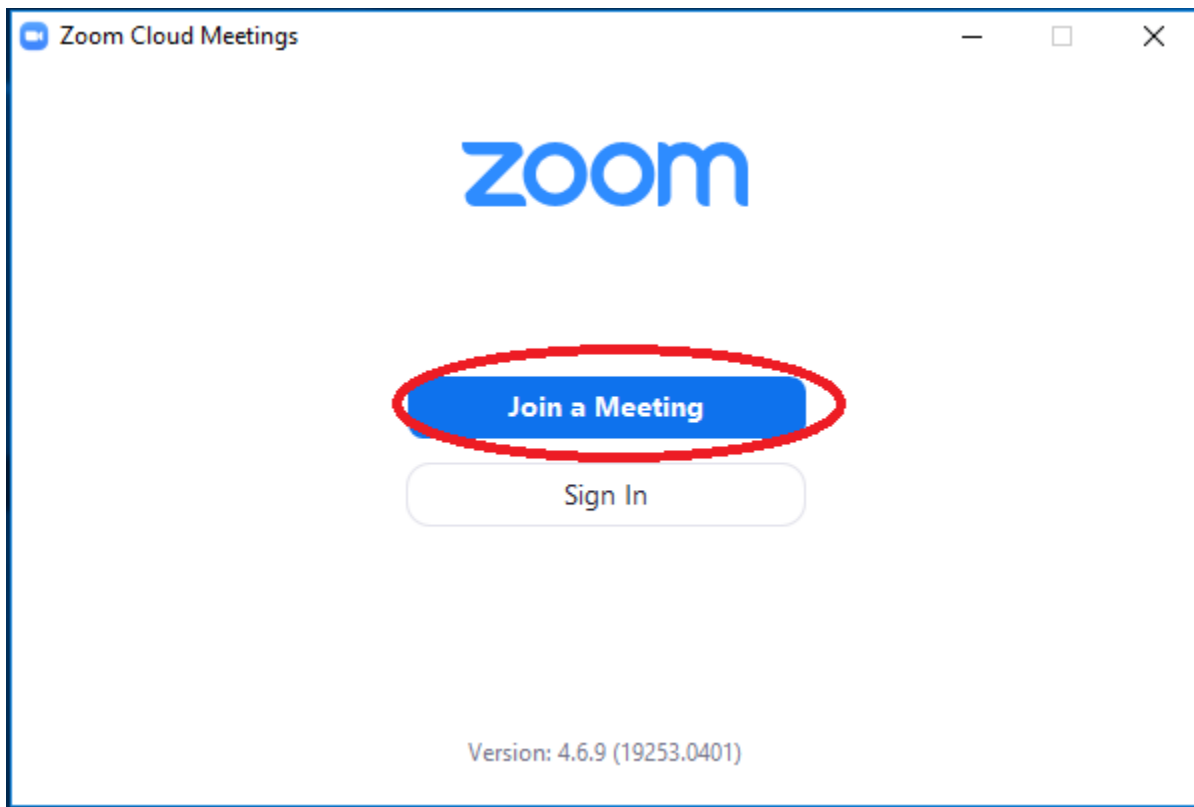 Zoom Cloud Meetings
zoom
Join a Meeting
Sign In
Version: 4.6.9 (19253.0401)